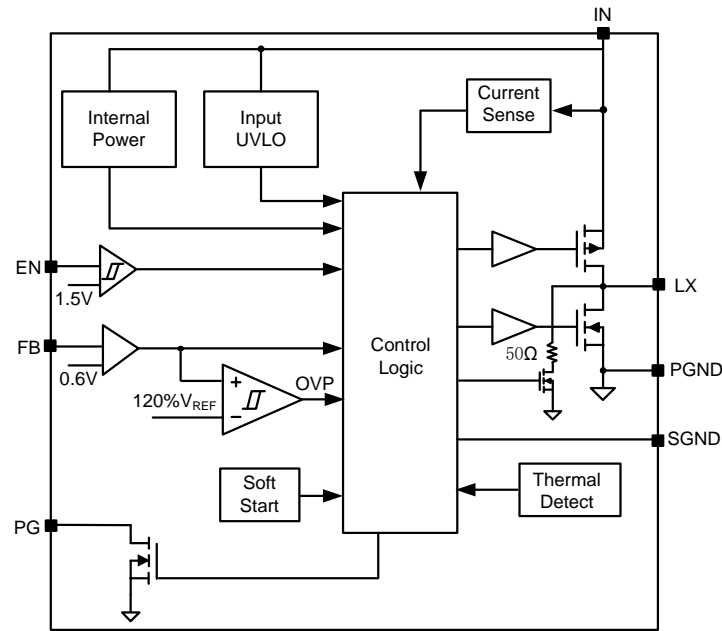 IN
Internal
Power
Input
UVLO
Current
Sense
EN
1.5V
LX
FB
0.6V
Control
Logic
50Ω
PGND
OVP
120%VREF
+
−
SGND
Soft
Start
Thermal
Detect
PG